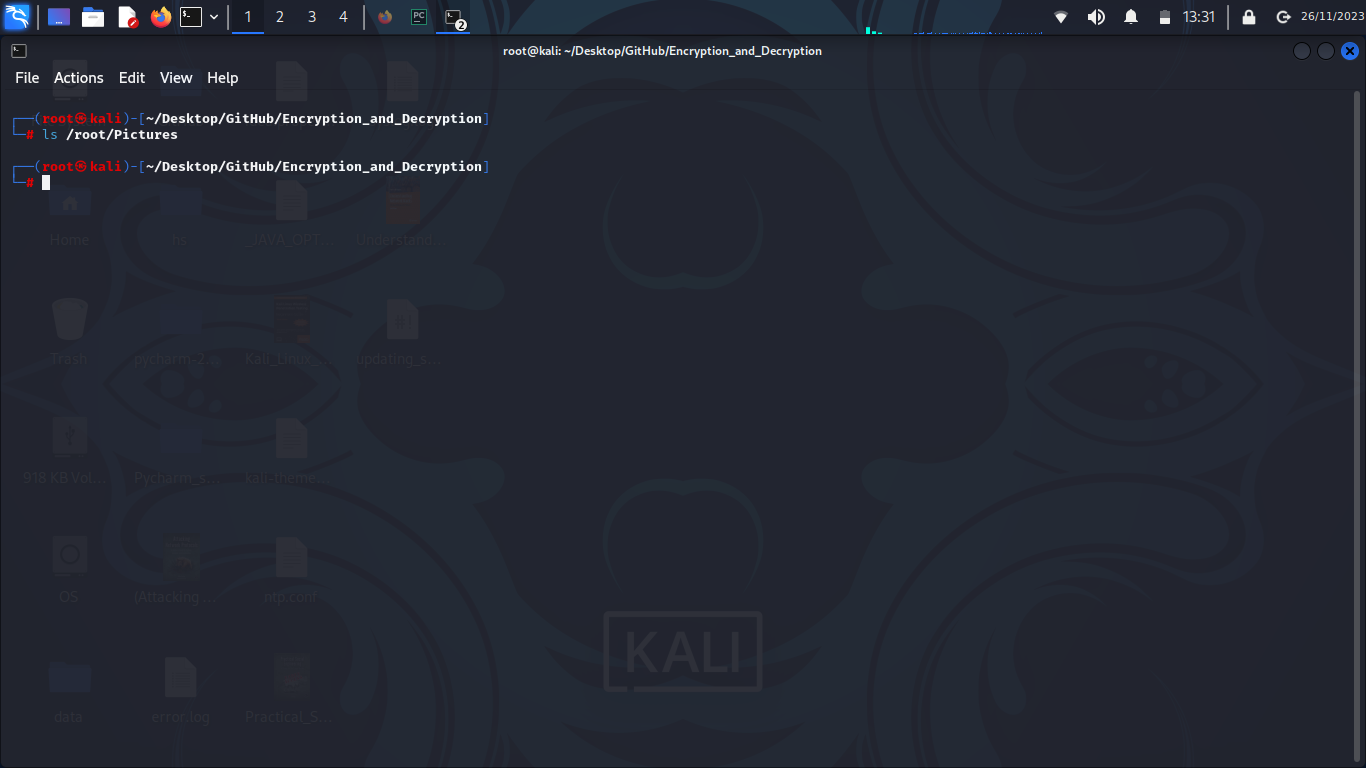 1 2 3 4
PC
2
13:31
26/11/2023
root@kali: ~/Desktop/GitHub/Encryption_and_Decryption
File Actions Edit View Help
┌──(root㉿kali)-[~/Desktop/GitHub/Encryption_and_Decryption]
└─# ls /root/Pictures
┌──(root㉿kali)-[~/Desktop/GitHub/Encryption_and_Decryption]
└─#
Home hs _JAVA_OPT... Understand...
Trash pycharm-2... Kali_Linux_... updating_s...
918 KB Vol... Pycharm_s... kali-theme...
OS (Attacking ... ntp.conf
KALI
data error.log Practical_S...